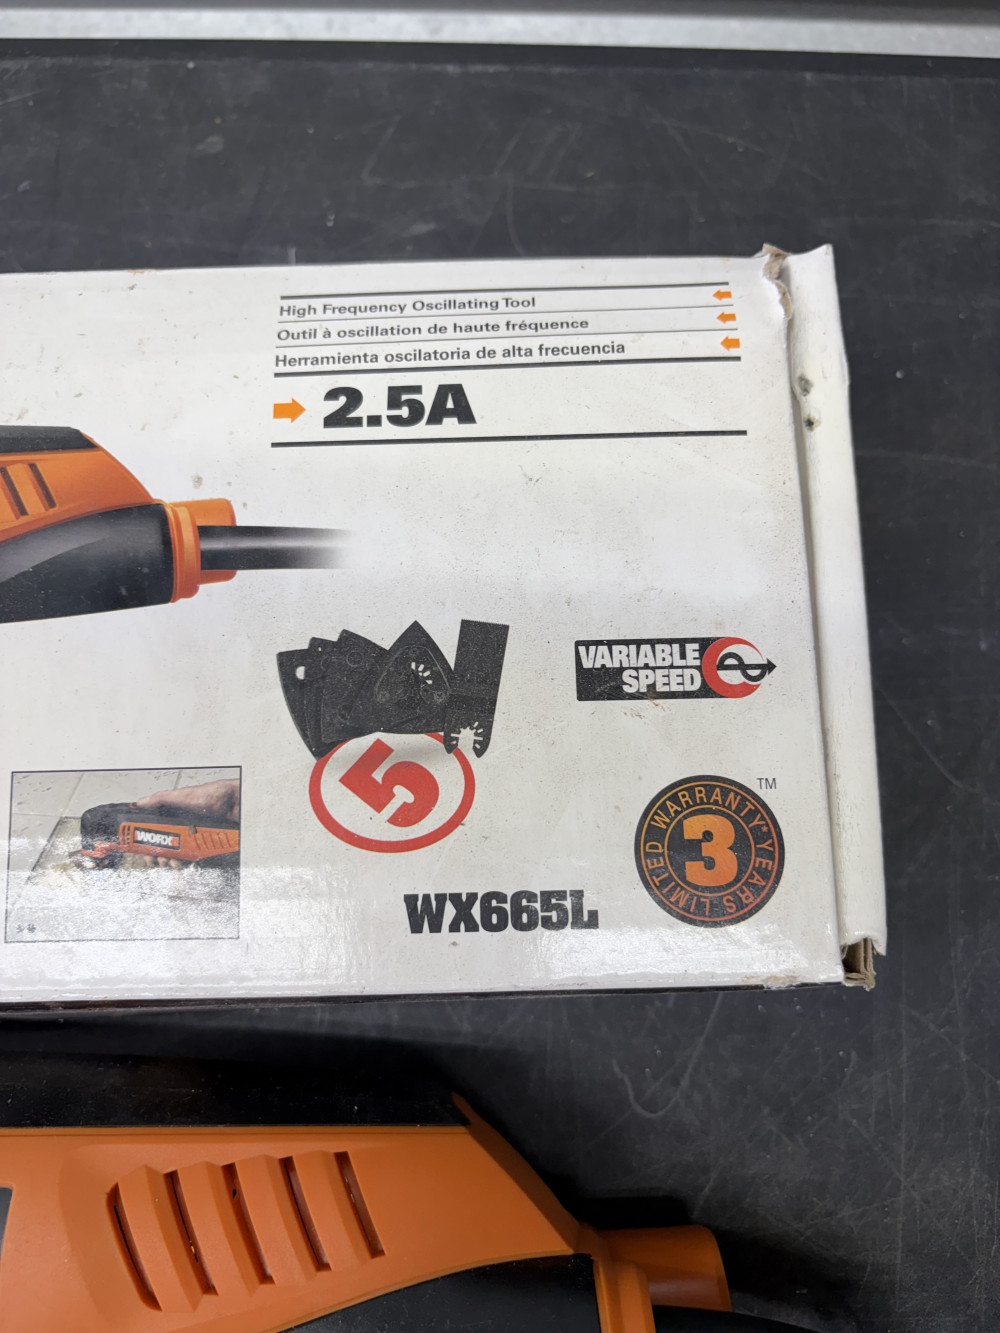 High Frequency Oscillating Tool
Outil à oscillation de haute fréquence
Herramienta oscilatoria de alta frecuencia
2.5A
VARIABLE
SPEED
5
WORX
WX665L
TM
LIMITED WARRANTY* YEARS
3